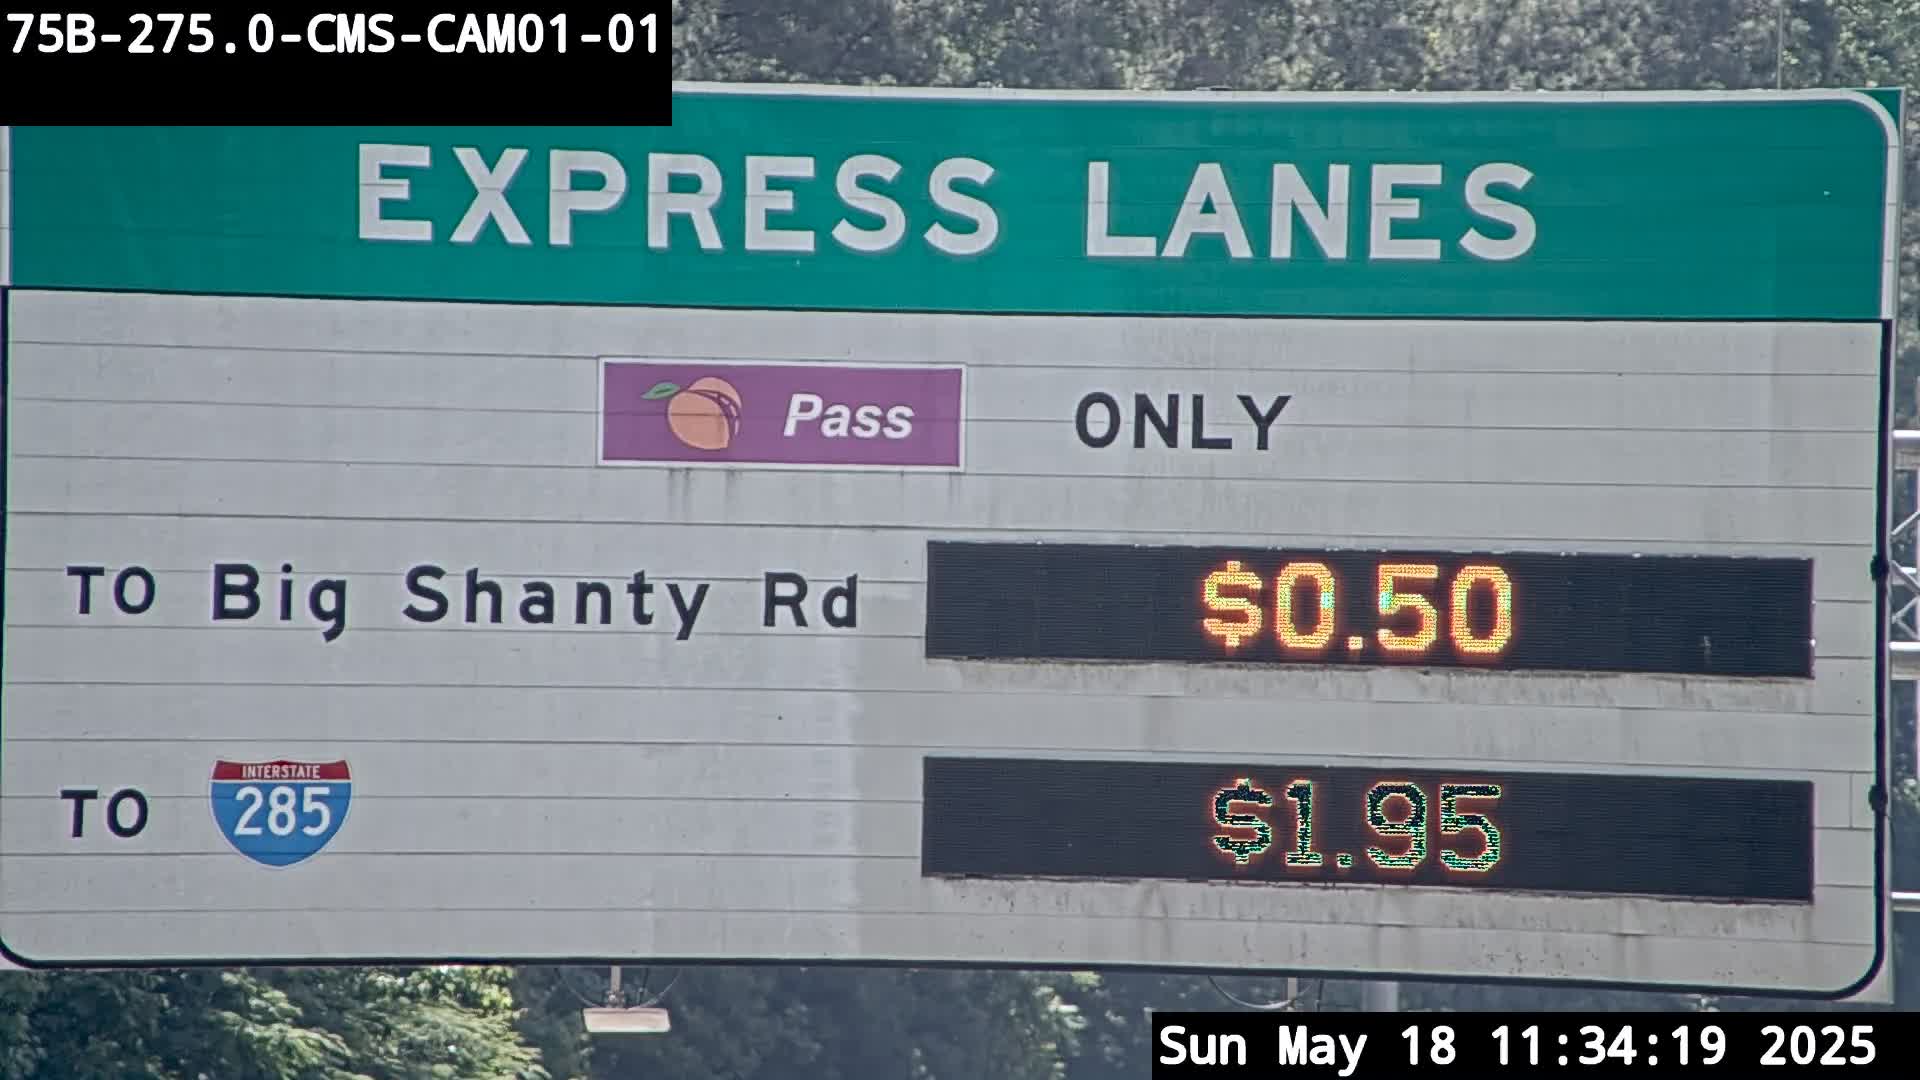 75B-275.0-CMS-CAM01-01
EXPRESS LANES
Pass ONLY
TO Big Shanty Rd $0.50
INTERSTATE
TO 285 $1.95
Sun May 18 11:34:19 2025